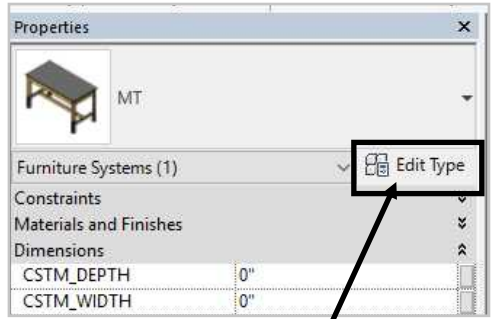 Properties
MT
Furniture Systems (1)
Edit Type
Constraints
Materials and Finishes
Dimensions
CSTM_DEPTH 0"
CSTM_WIDTH 0"